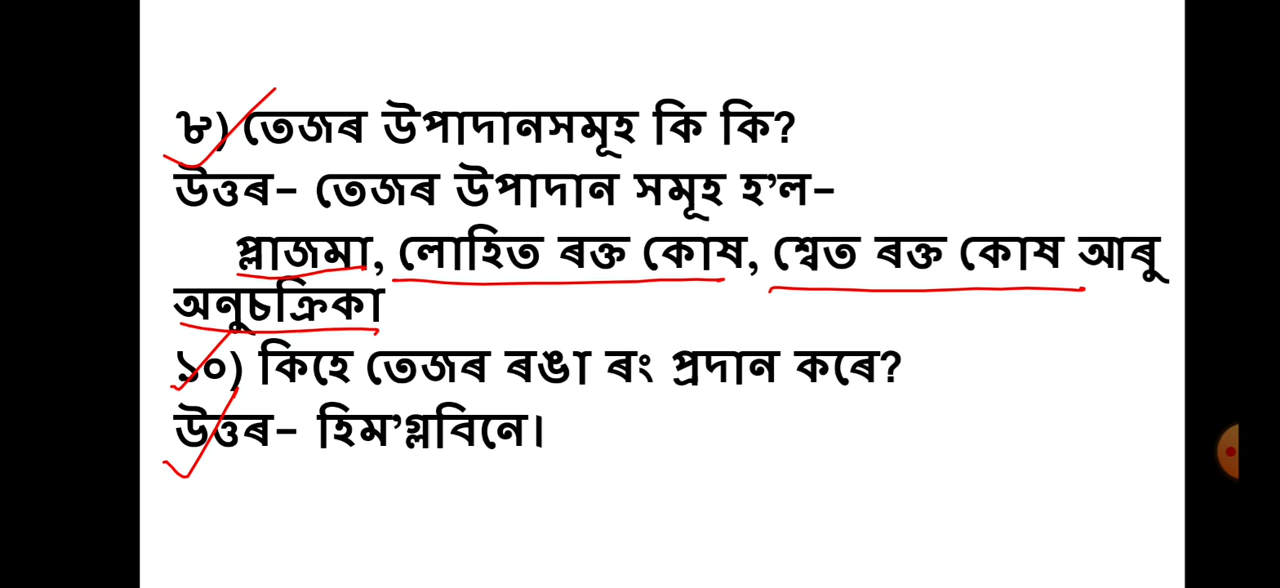 ৮) তেজৰ উপাদানসমূহ কি কি?
উত্তৰ– তেজৰ উপাদান সমূহ হ’ল–
প্লাজমা, লোহিত ৰক্ত কোষ, শ্বেত ৰক্ত কোষ আৰু
অনুচক্ৰিকা
১০) কিহে তেজৰ ৰঙা ৰং প্ৰদান কৰে?
উত্তৰ– হিম’গ্লবিনে।